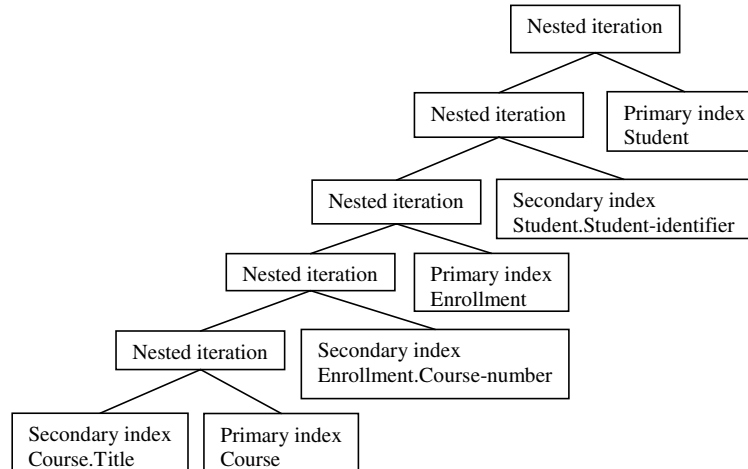 Nested iteration
Nested iteration
Primary index
Student
Nested iteration
Secondary index
Student.Student-identifier
Nested iteration
Primary index
Enrollment
Nested iteration
Secondary index
Enrollment.Course-number
Secondary index
Course.Title
Primary index
Course